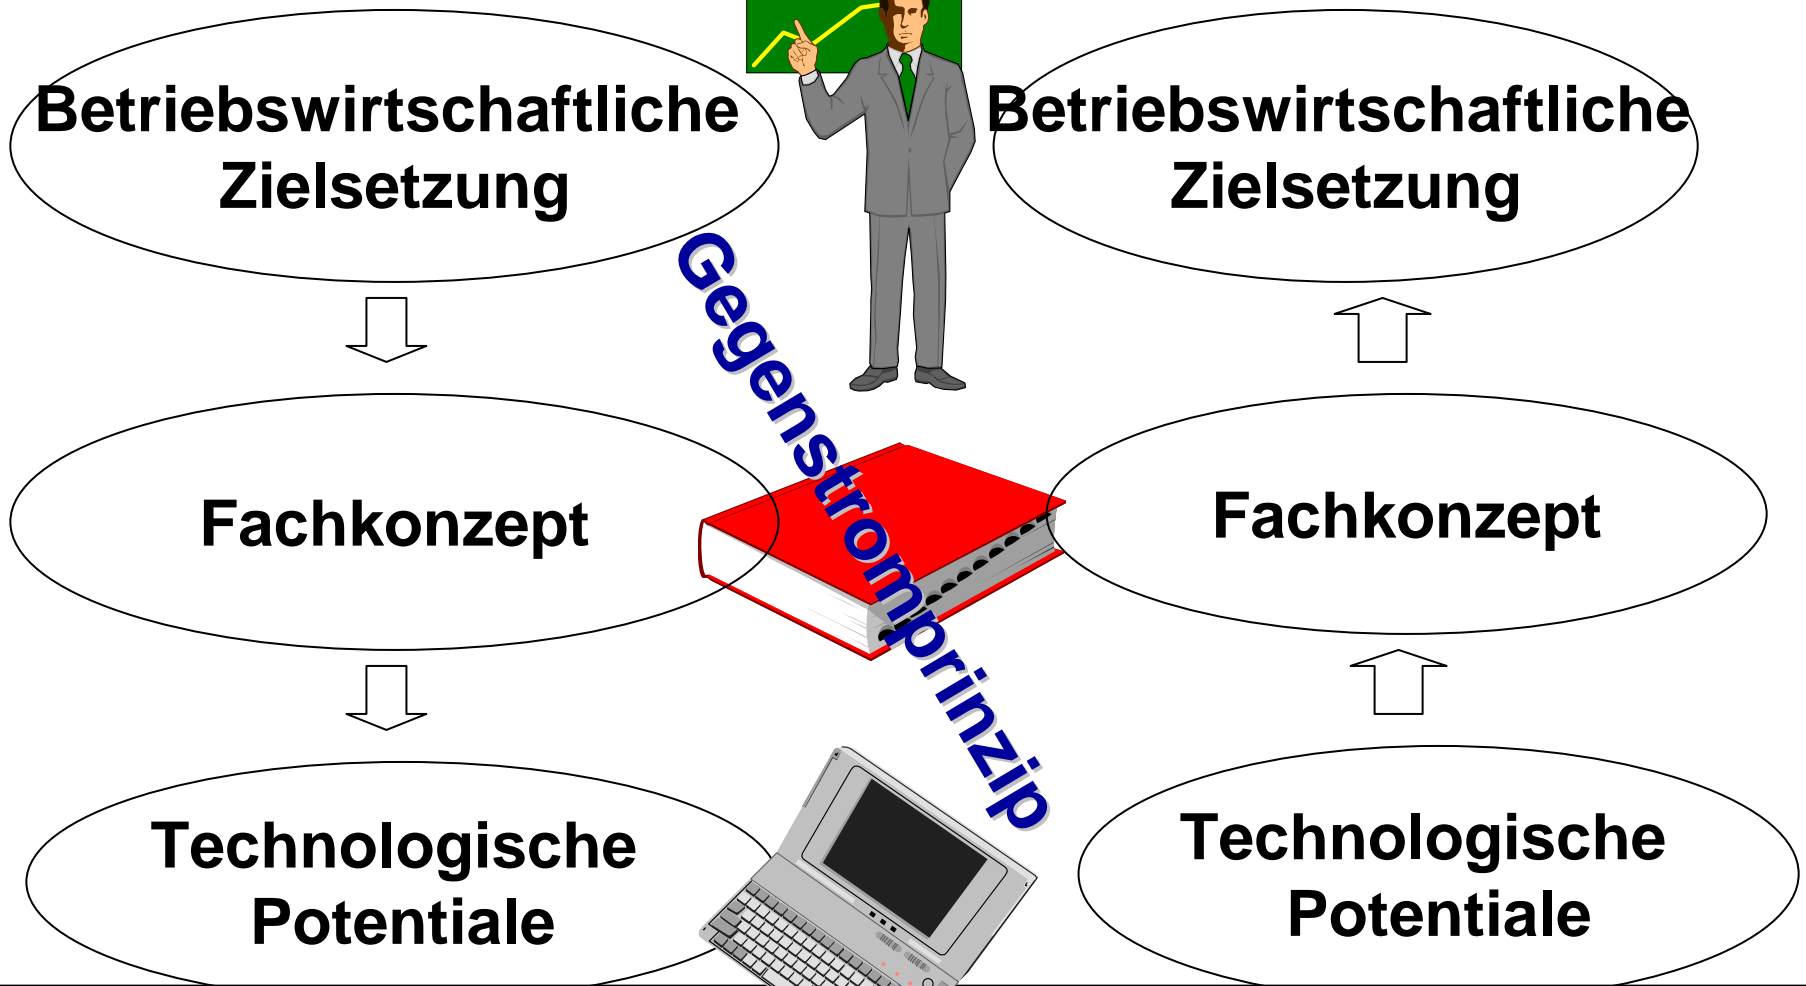 Betriebswirtschaftliche
Zielsetzung
Fachkonzept
Technologische
Potentiale
Gegenstromprinzip
Betriebswirtschaftliche
Zielsetzung
Fachkonzept
Technologische
Potentiale